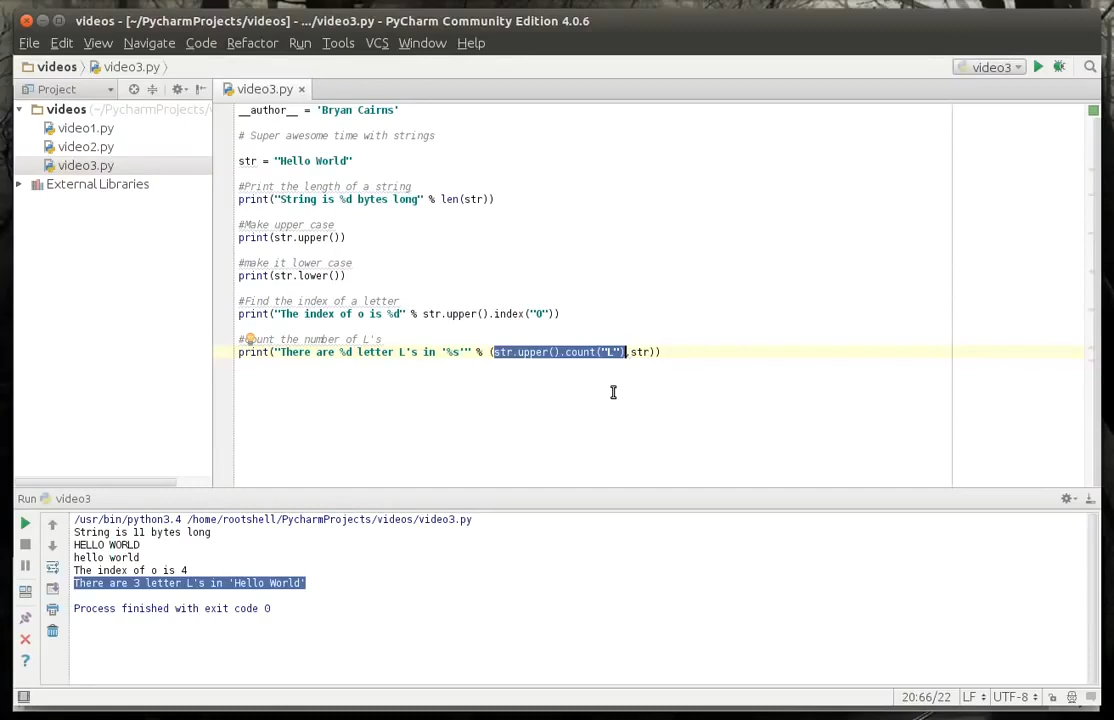 videos - [~/PycharmProjects/videos] - .../video3.py - PyCharm Community Edition 4.0.6
File Edit View Navigate Code Refactor Run Tools VCS Window Help
videos video3.py video3
Project video3.py
videos (~/PycharmProjects/v
video1.py
video2.py
video3.py
External Libraries
__author__ = 'Bryan Cairns'
# Super awesome time with strings
str = "Hello World"
#Print the length of a string
print("String is %d bytes long" % len(str))
#Make upper case
print(str.upper())
#make it lower case
print(str.lower())
#Find the index of a letter
print("The index of o is %d" % str.upper().index("O"))
the number of L's
print("There are %d letter L's in '%s'" % (str.upper().count("L"),str))
Run video3
/usr/bin/python3.4 /home/rootshell/PycharmProjects/videos/video3.py
String is 11 bytes long
HELLO WORLD
hello world
The index of o is 4
There are 3 letter L's in 'Hello World'
Process finished with exit code 0
20:66/22 LF UTF-8